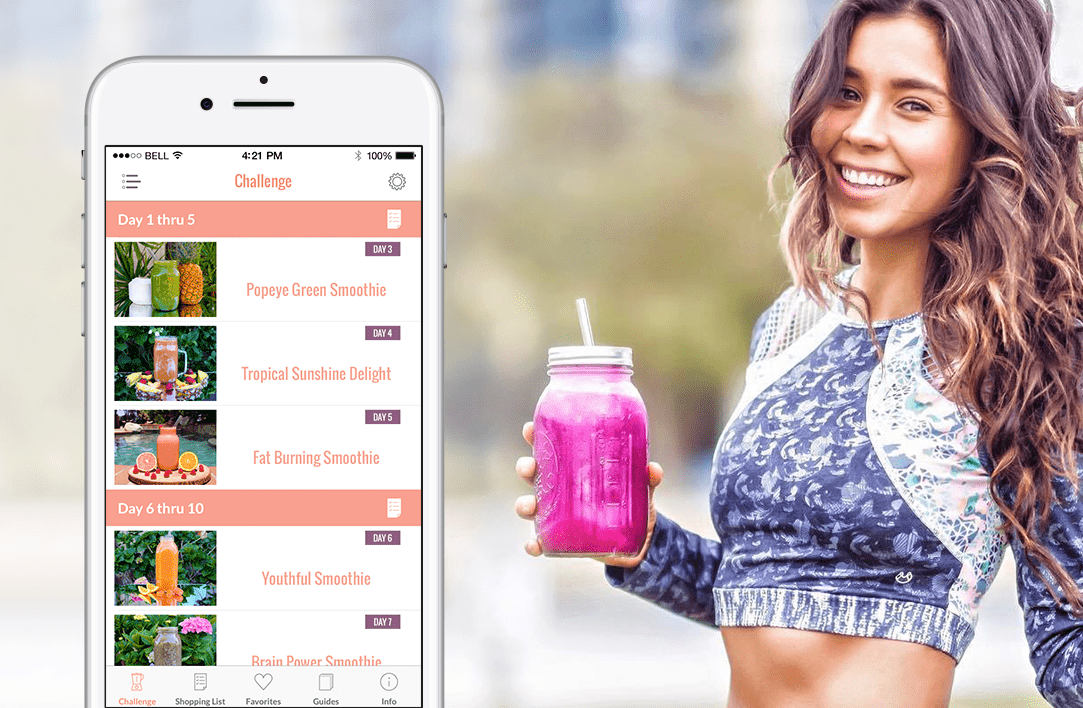 BELL 4:21 PM 100%
Challenge
Day 1 thru 5
DAY 3
Popeye Green Smoothie
DAY 4
Tropical Sunshine Delight
DAY 5
Fat Burning Smoothie
Day 6 thru 10
DAY 6
Youthful Smoothie
DAY 7
Brain Power Smoothie
Challenge Shopping List Favorites Guides Info